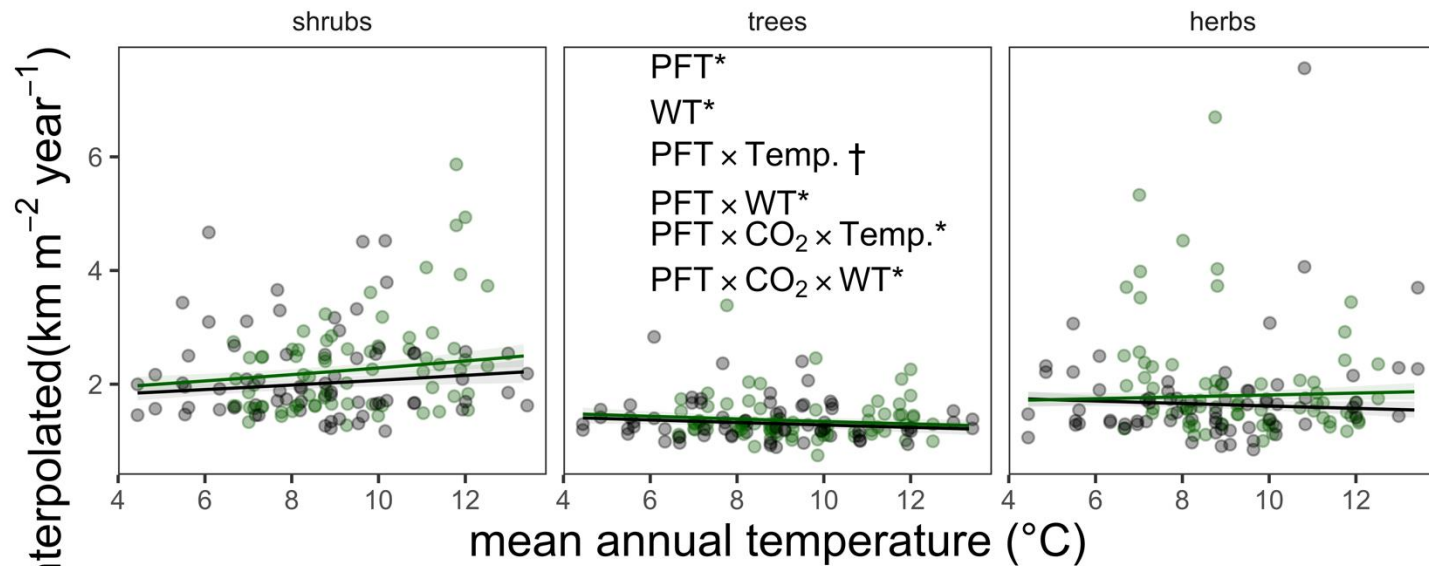 shrubs trees herbs
PFT*
WT*
PFT × Temp. †
PFT × WT*
PFT × CO₂ × Temp.*
PFT × CO₂ × WT*
nterpolated(km m⁻² year⁻¹)
6
4
2
4 6 8 10 12 4 6 8 10 12 4 6 8 10 12
mean annual temperature (°C)